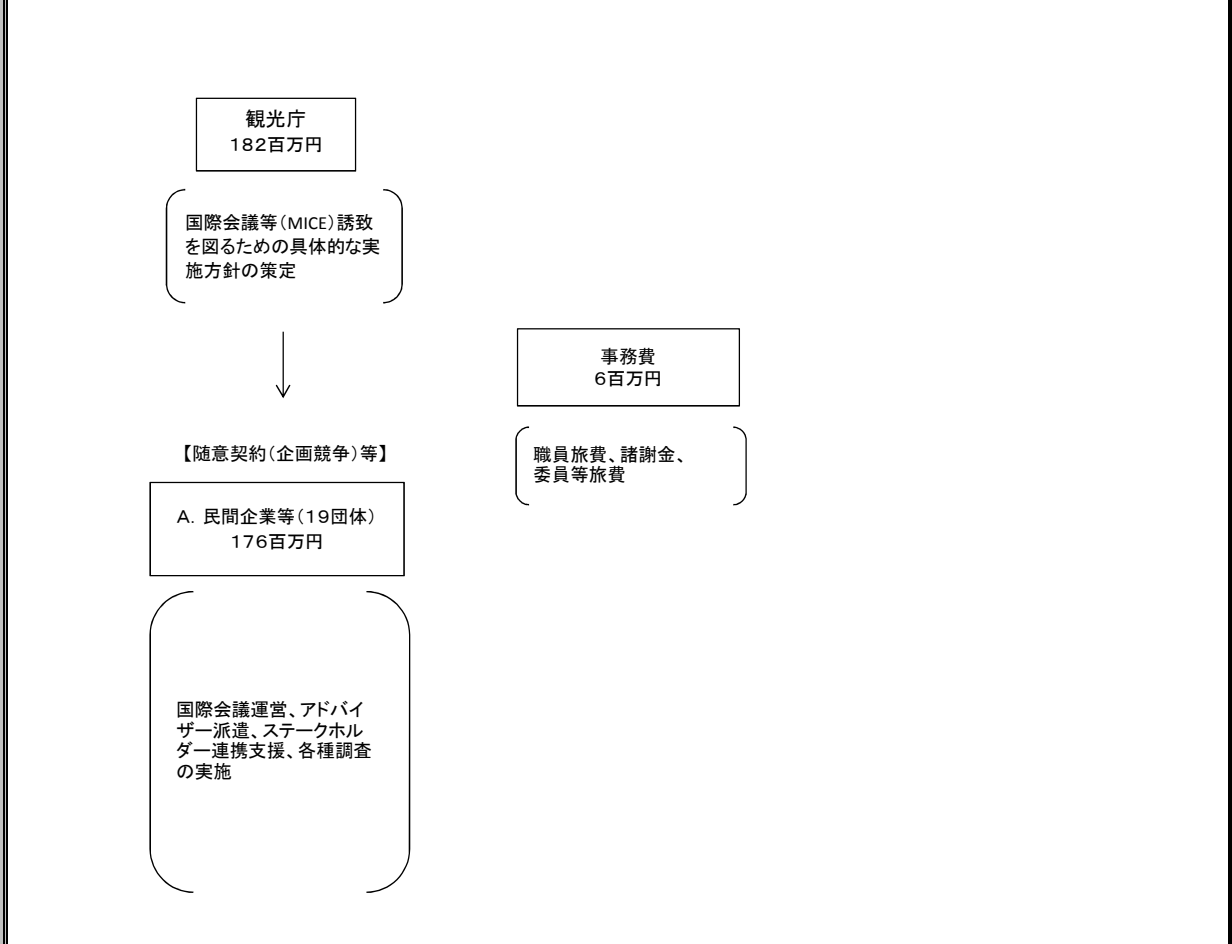 観光庁
182百万円
国際会議等(MICE)誘致
を図るための具体的な実
施方針の策定
事務費
6百万円
職員旅費、諸謝金、
委員等旅費
【随意契約(企画競争)等】
A．民間企業等(19団体)
176百万円
国際会議運営、アドバイ
ザー派遣、ステークホル
ダー連携支援、各種調査
の実施